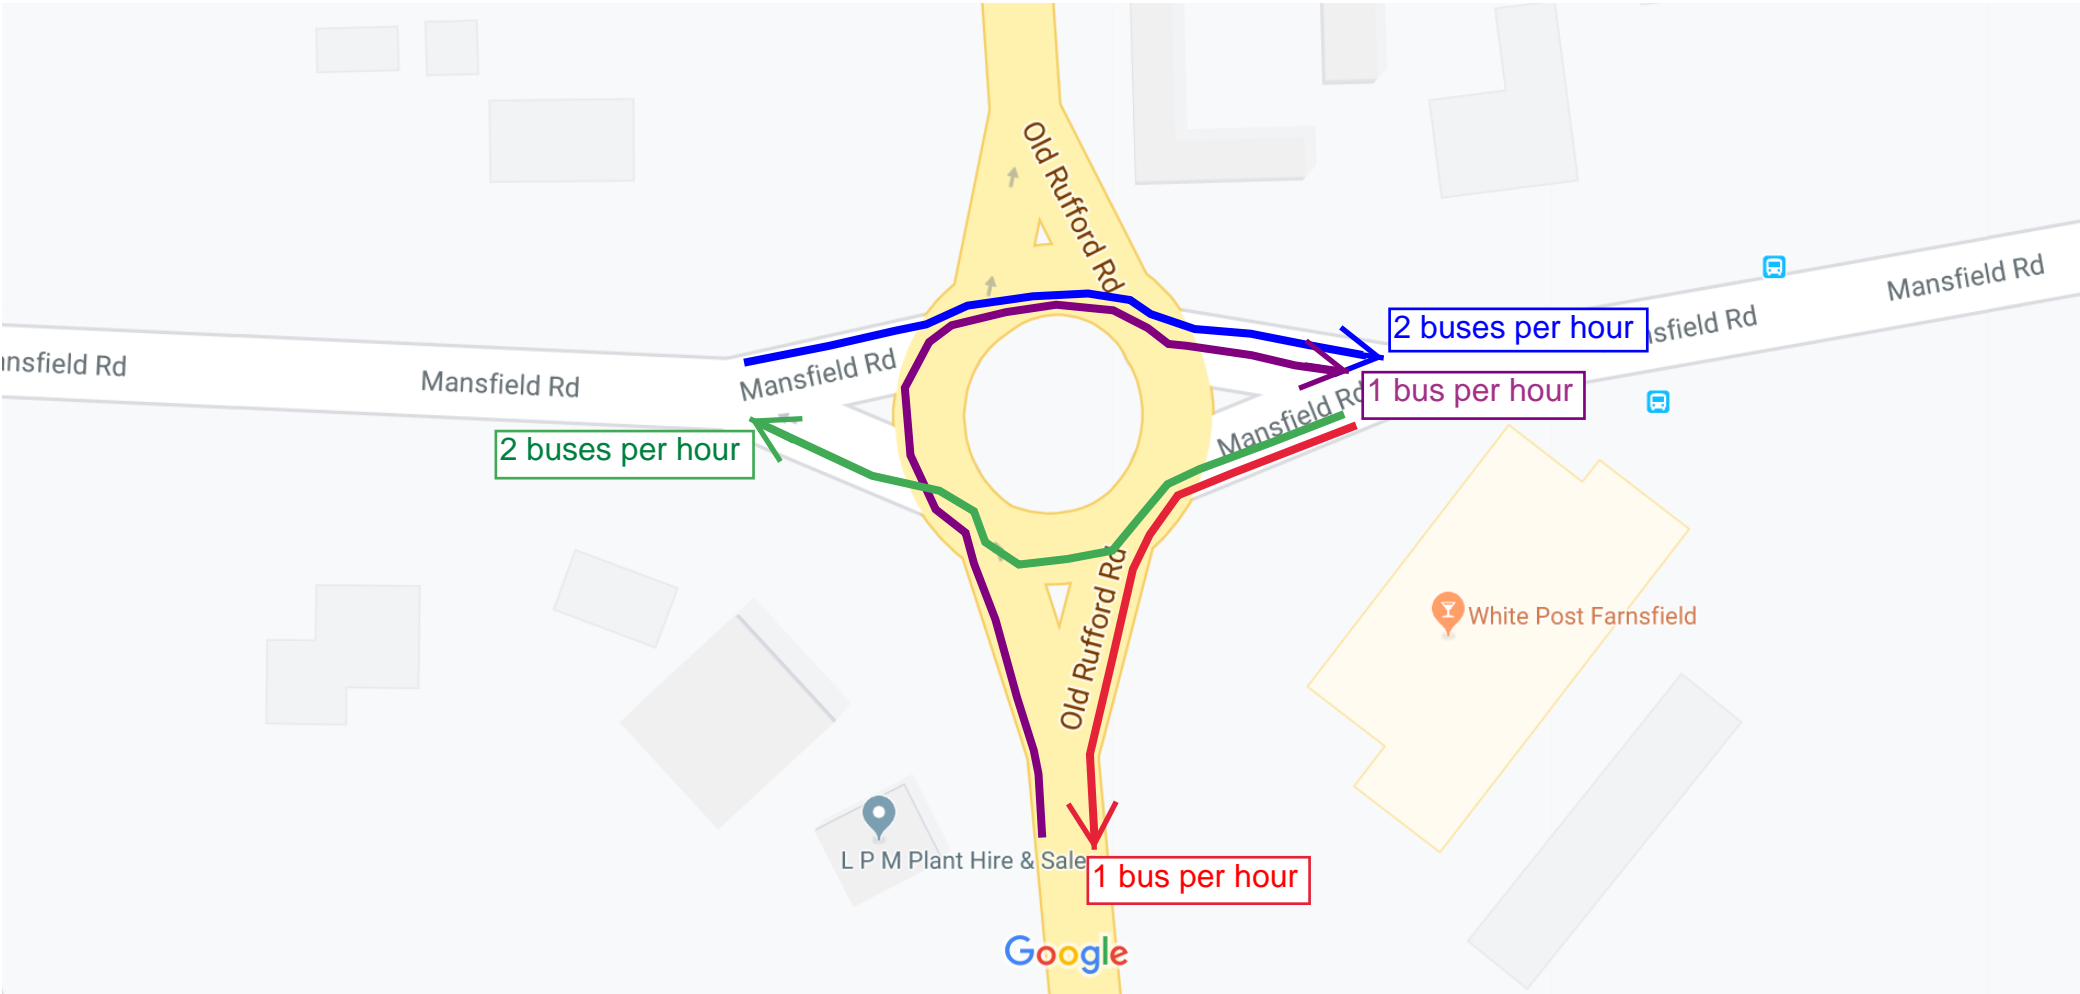 Old Rufford Rd
Mansfield Rd
nsfield Rd
2 buses per hour
ansfield Rd
Mansfield Rd
Mansfield Rd
1 bus per hour
Mansfield Rd
2 buses per hour
White Post Farnsfield
Old Rufford Rd
L P M Plant Hire & Sale
1 bus per hour
Google